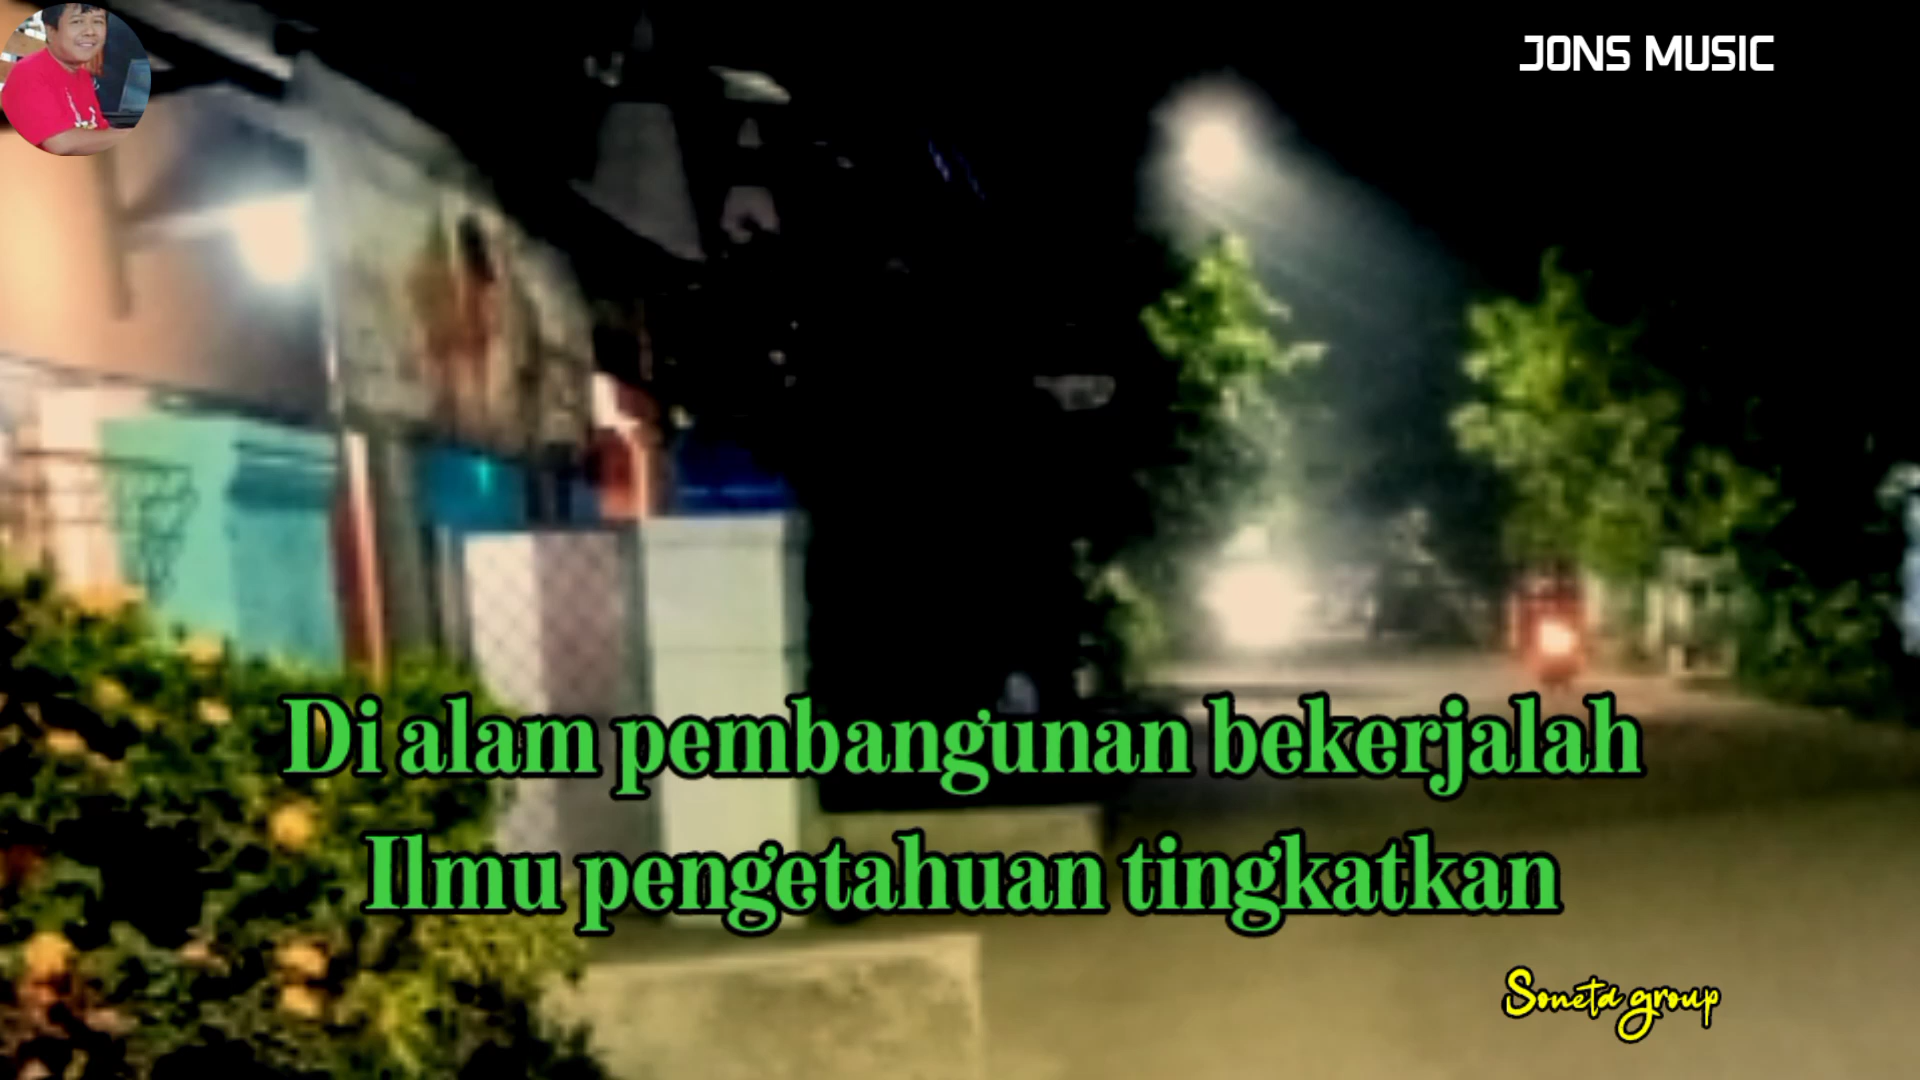 JONS MUSIC
Di alam pembangunan bekerjalah
Ilmu pengetahuan tingkatkan
Soneta group